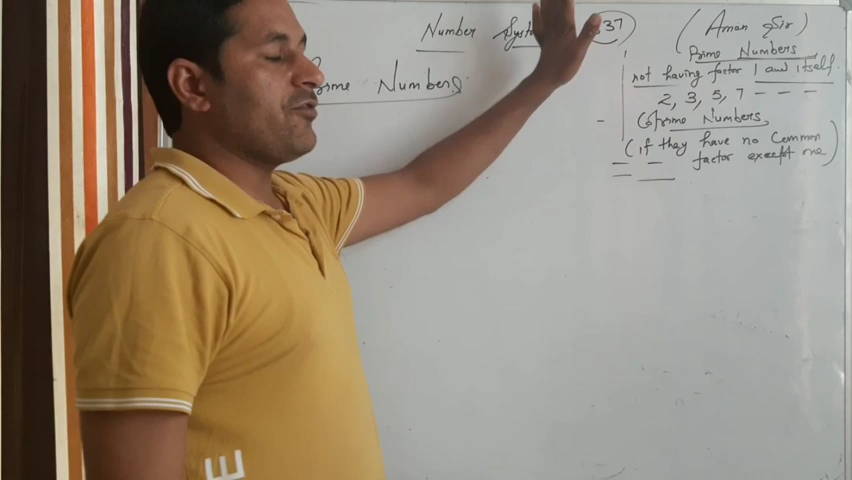 Number Syst
37
(Aman Sir)
Prime Numbers
Prime Numbers
not having factor 1 and itself.
2, 3, 5, 7 - - -
Coprime Numbers,
(if they have no Common
factor except one)
E